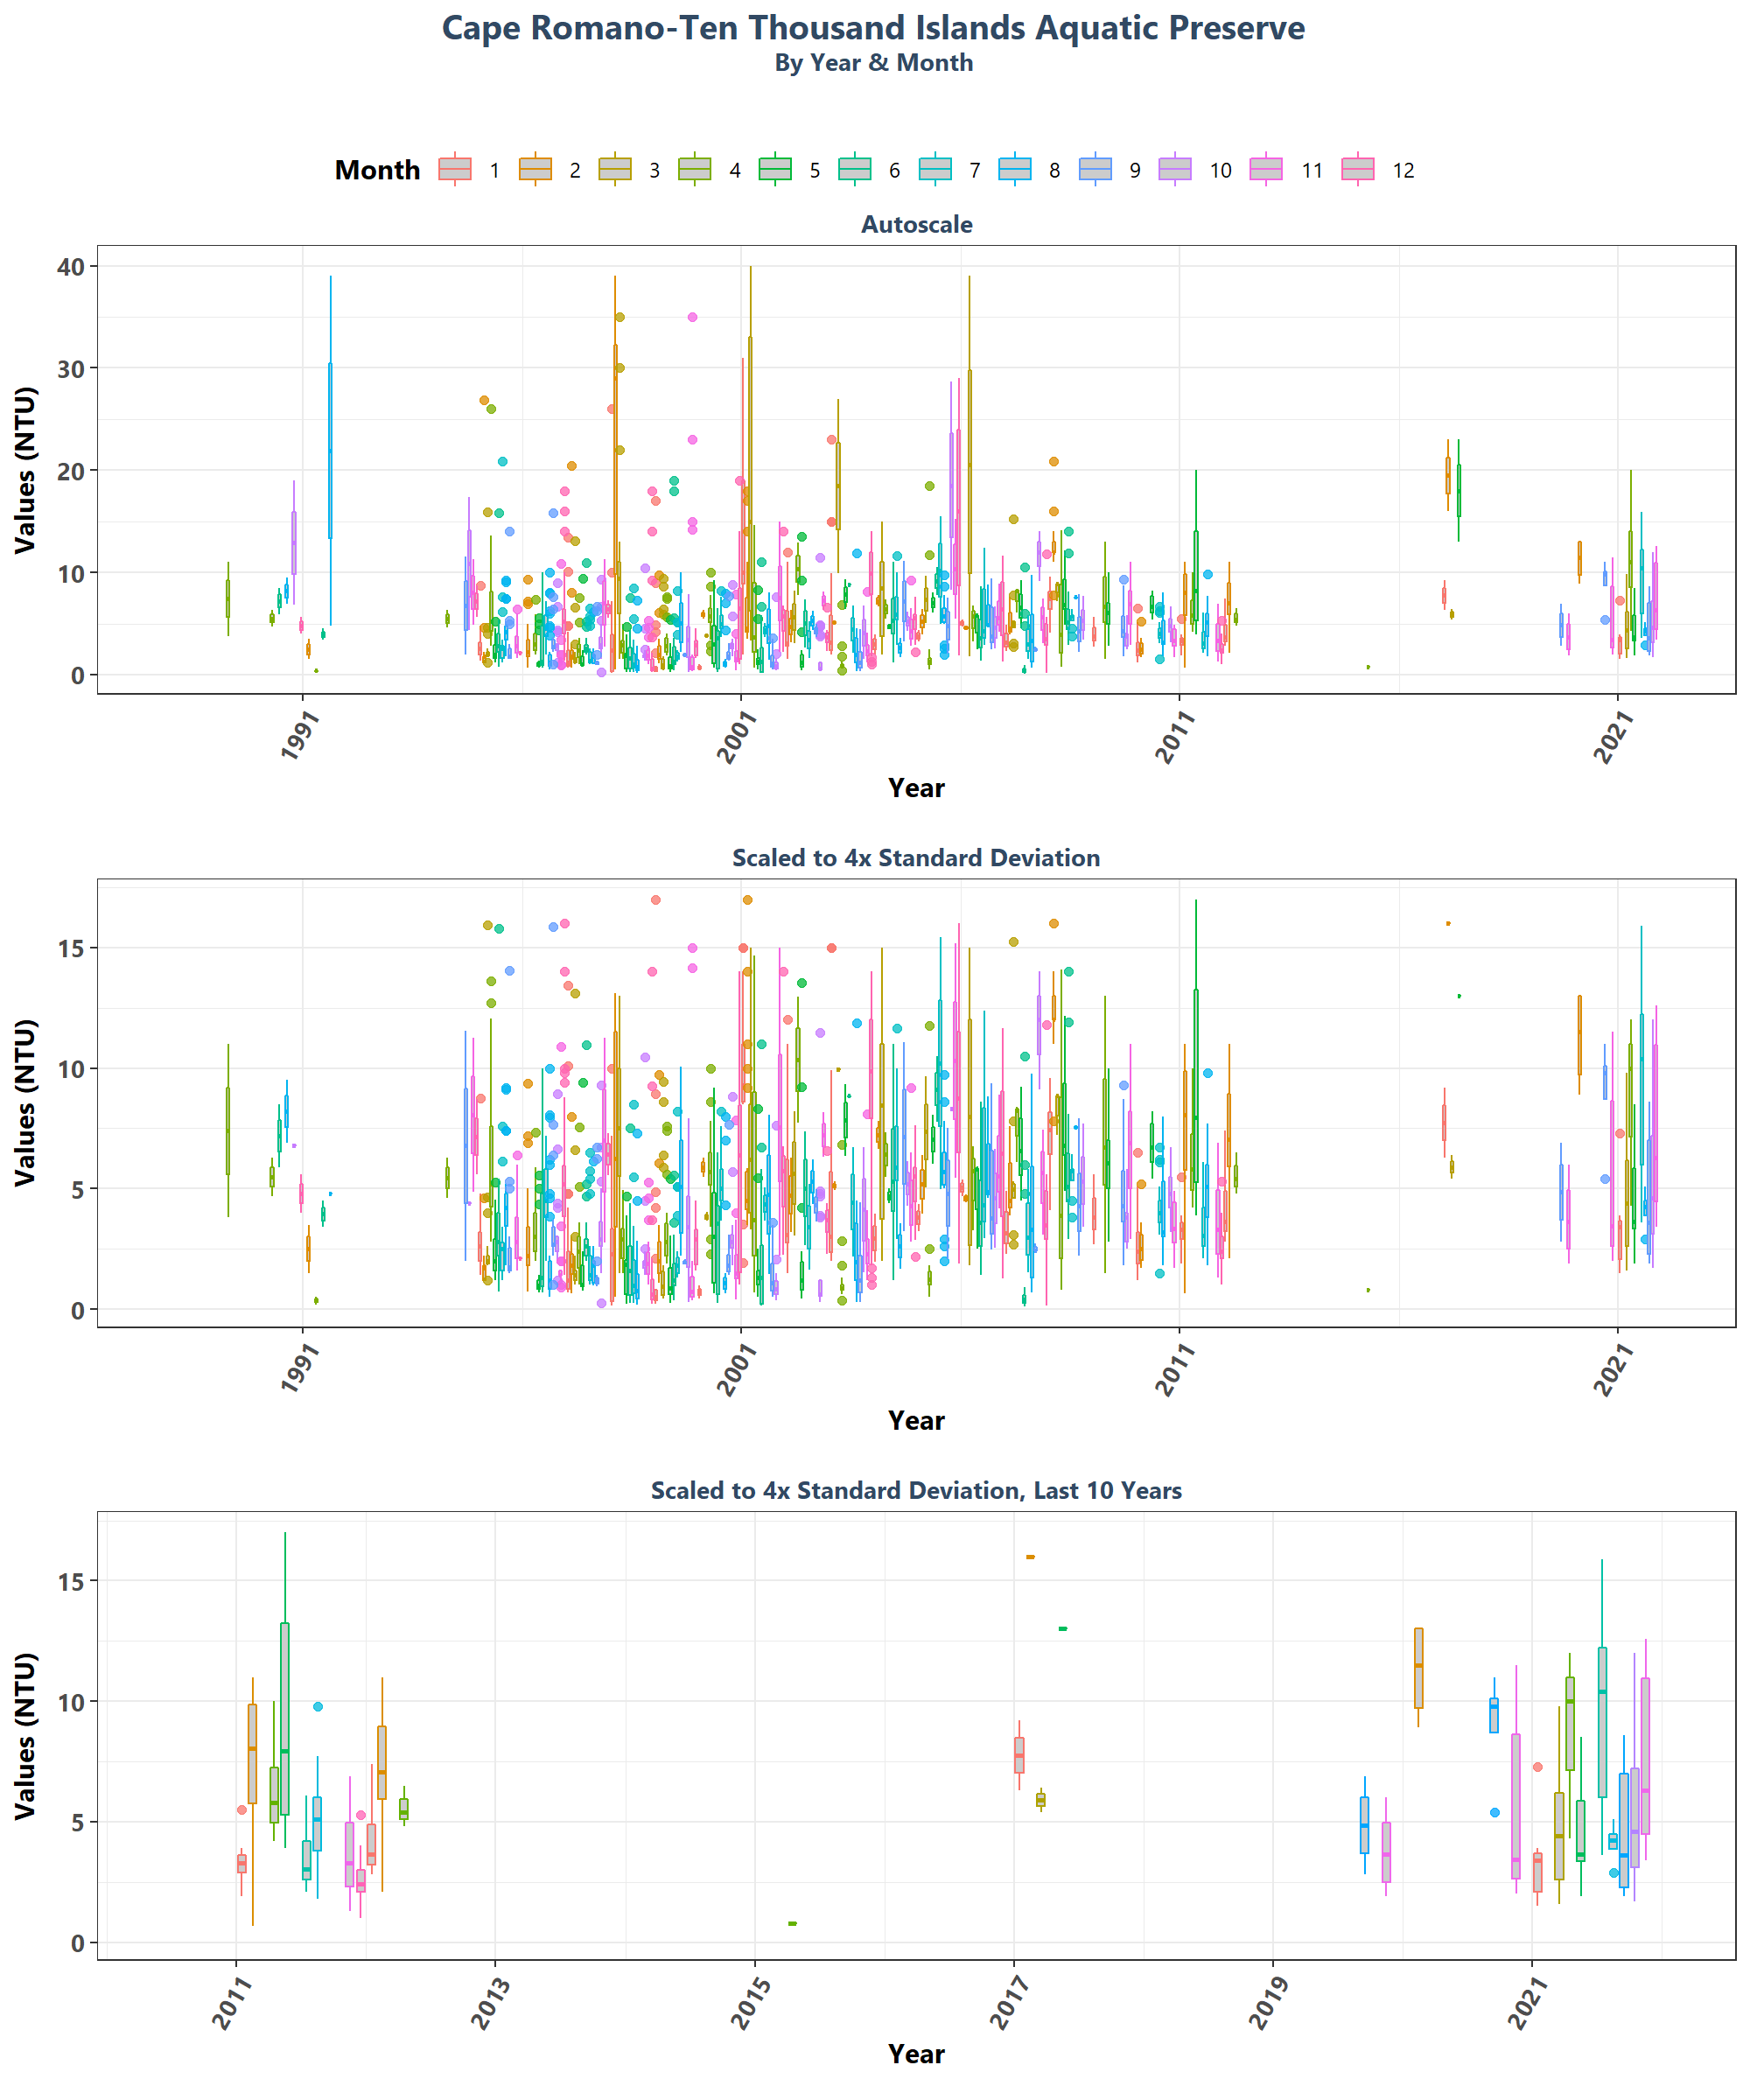 Cape Romano-Ten Thousand Islands Aquatic Preserve
By Year & Month
Month 1 2 3 4 5 6 7 8 9 10 11 12
Autoscale
40
30
20
10
0
Values (NTU)
1991 2001 2011 2021
Year
Scaled to 4x Standard Deviation
15
10
5
0
Values (NTU)
1991 2001 2011 2021
Year
Scaled to 4x Standard Deviation, Last 10 Years
15
10
5
0
Values (NTU)
2011 2013 2015 2017 2019 2021
Year